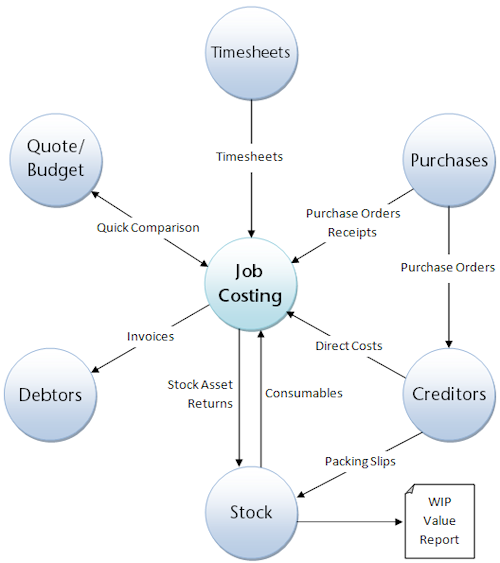 Timesheets
Timesheets
Quote/
Budget
Purchases
Quick Comparison
Purchase Orders
Receipts
Purchase Orders
Job
Costing
Invoices
Direct Costs
Debtors
Stock Asset
Returns
Consumables
Creditors
Packing Slips
Stock
WIP
Value
Report